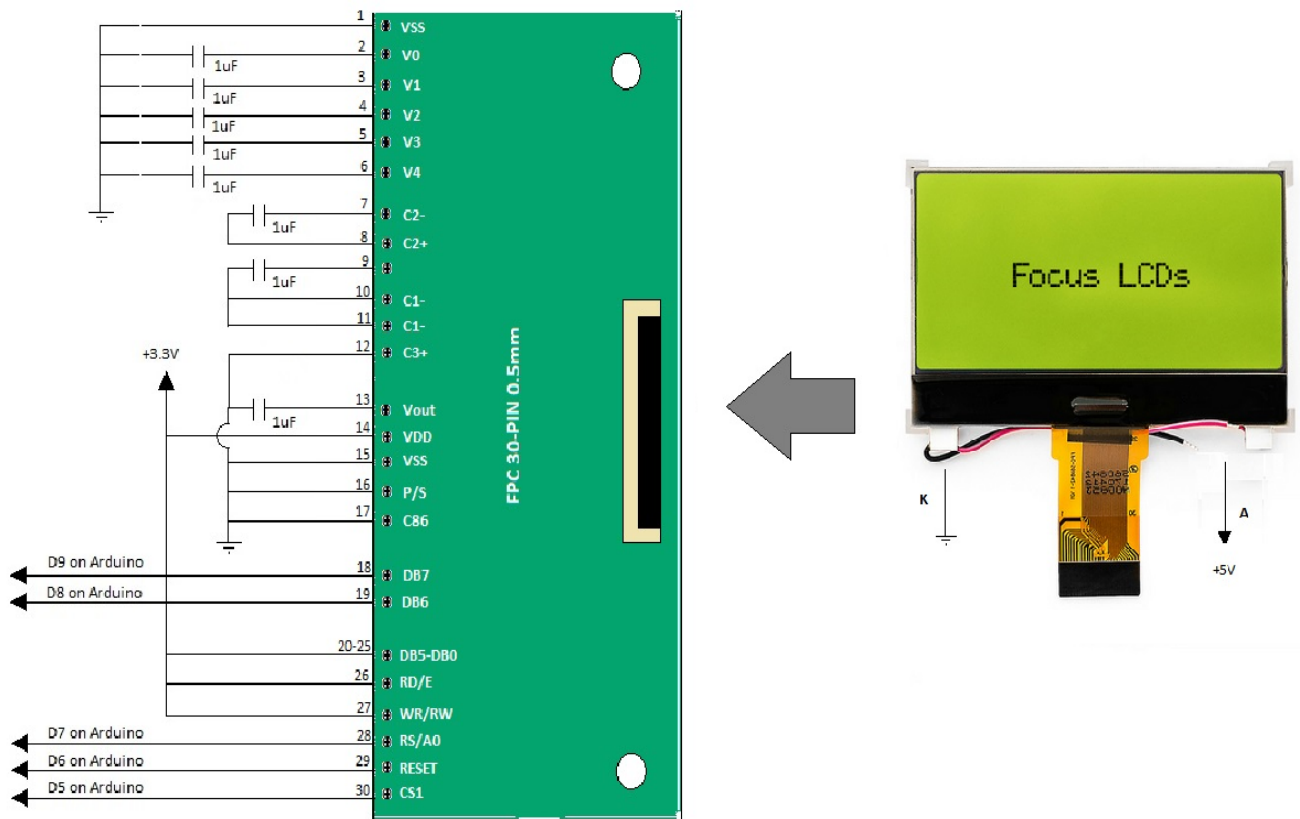 1 VSS
2 V0
1uF
3 V1
1uF
4 V2
1uF
5 V3
1uF
6 V4
1uF
7 C2-
1uF
8 C2+
9
1uF
10 C1-
11 C1-
12 C3+
+3.3V
13 Vout
1uF
14 VDD
15 VSS
16 P/S
17 C86
D9 on Arduino 18 DB7
D8 on Arduino 19 DB6
20-25 DB5-DB0
26 RD/E
27 WR/RW
D7 on Arduino 28 RS/A0
D6 on Arduino 29 RESET
D5 on Arduino 30 CS1
FPC 30-PIN 0.5mm
Focus LCDs
K
A
+5V